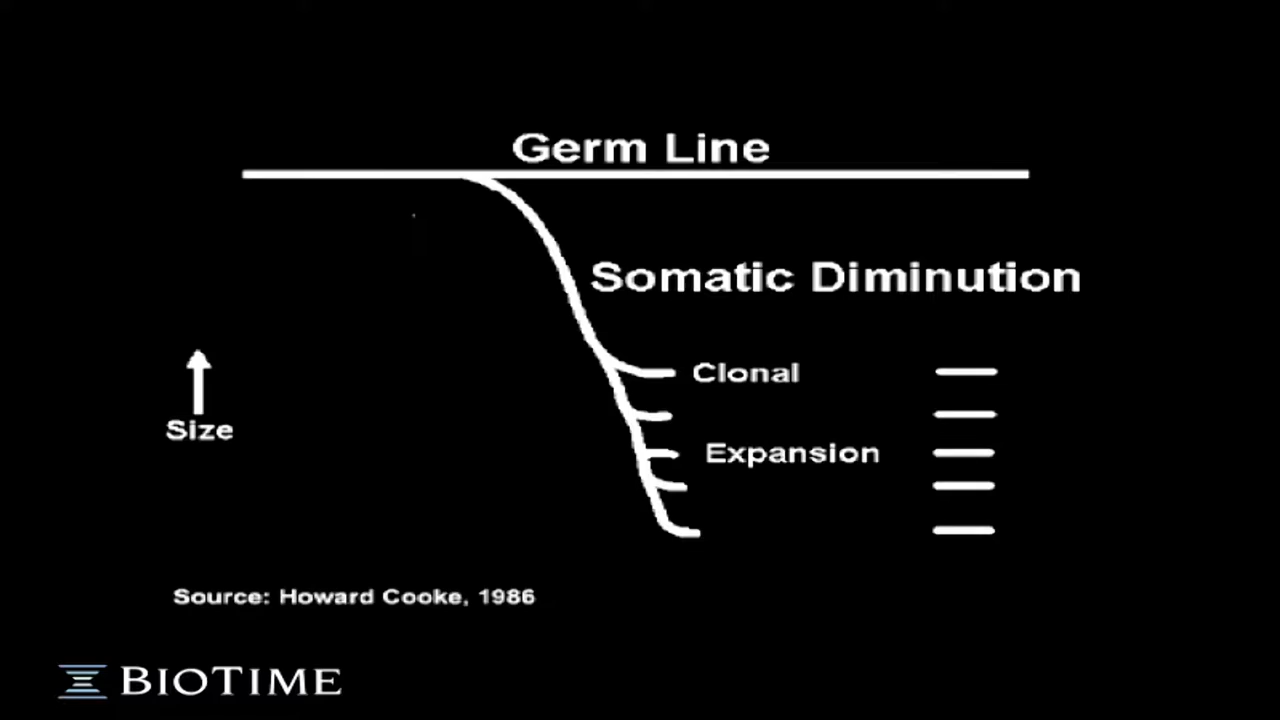 Germ Line
Somatic Diminution
Clonal
Size
Expansion
Source: Howard Cooke, 1986
BIOTIME